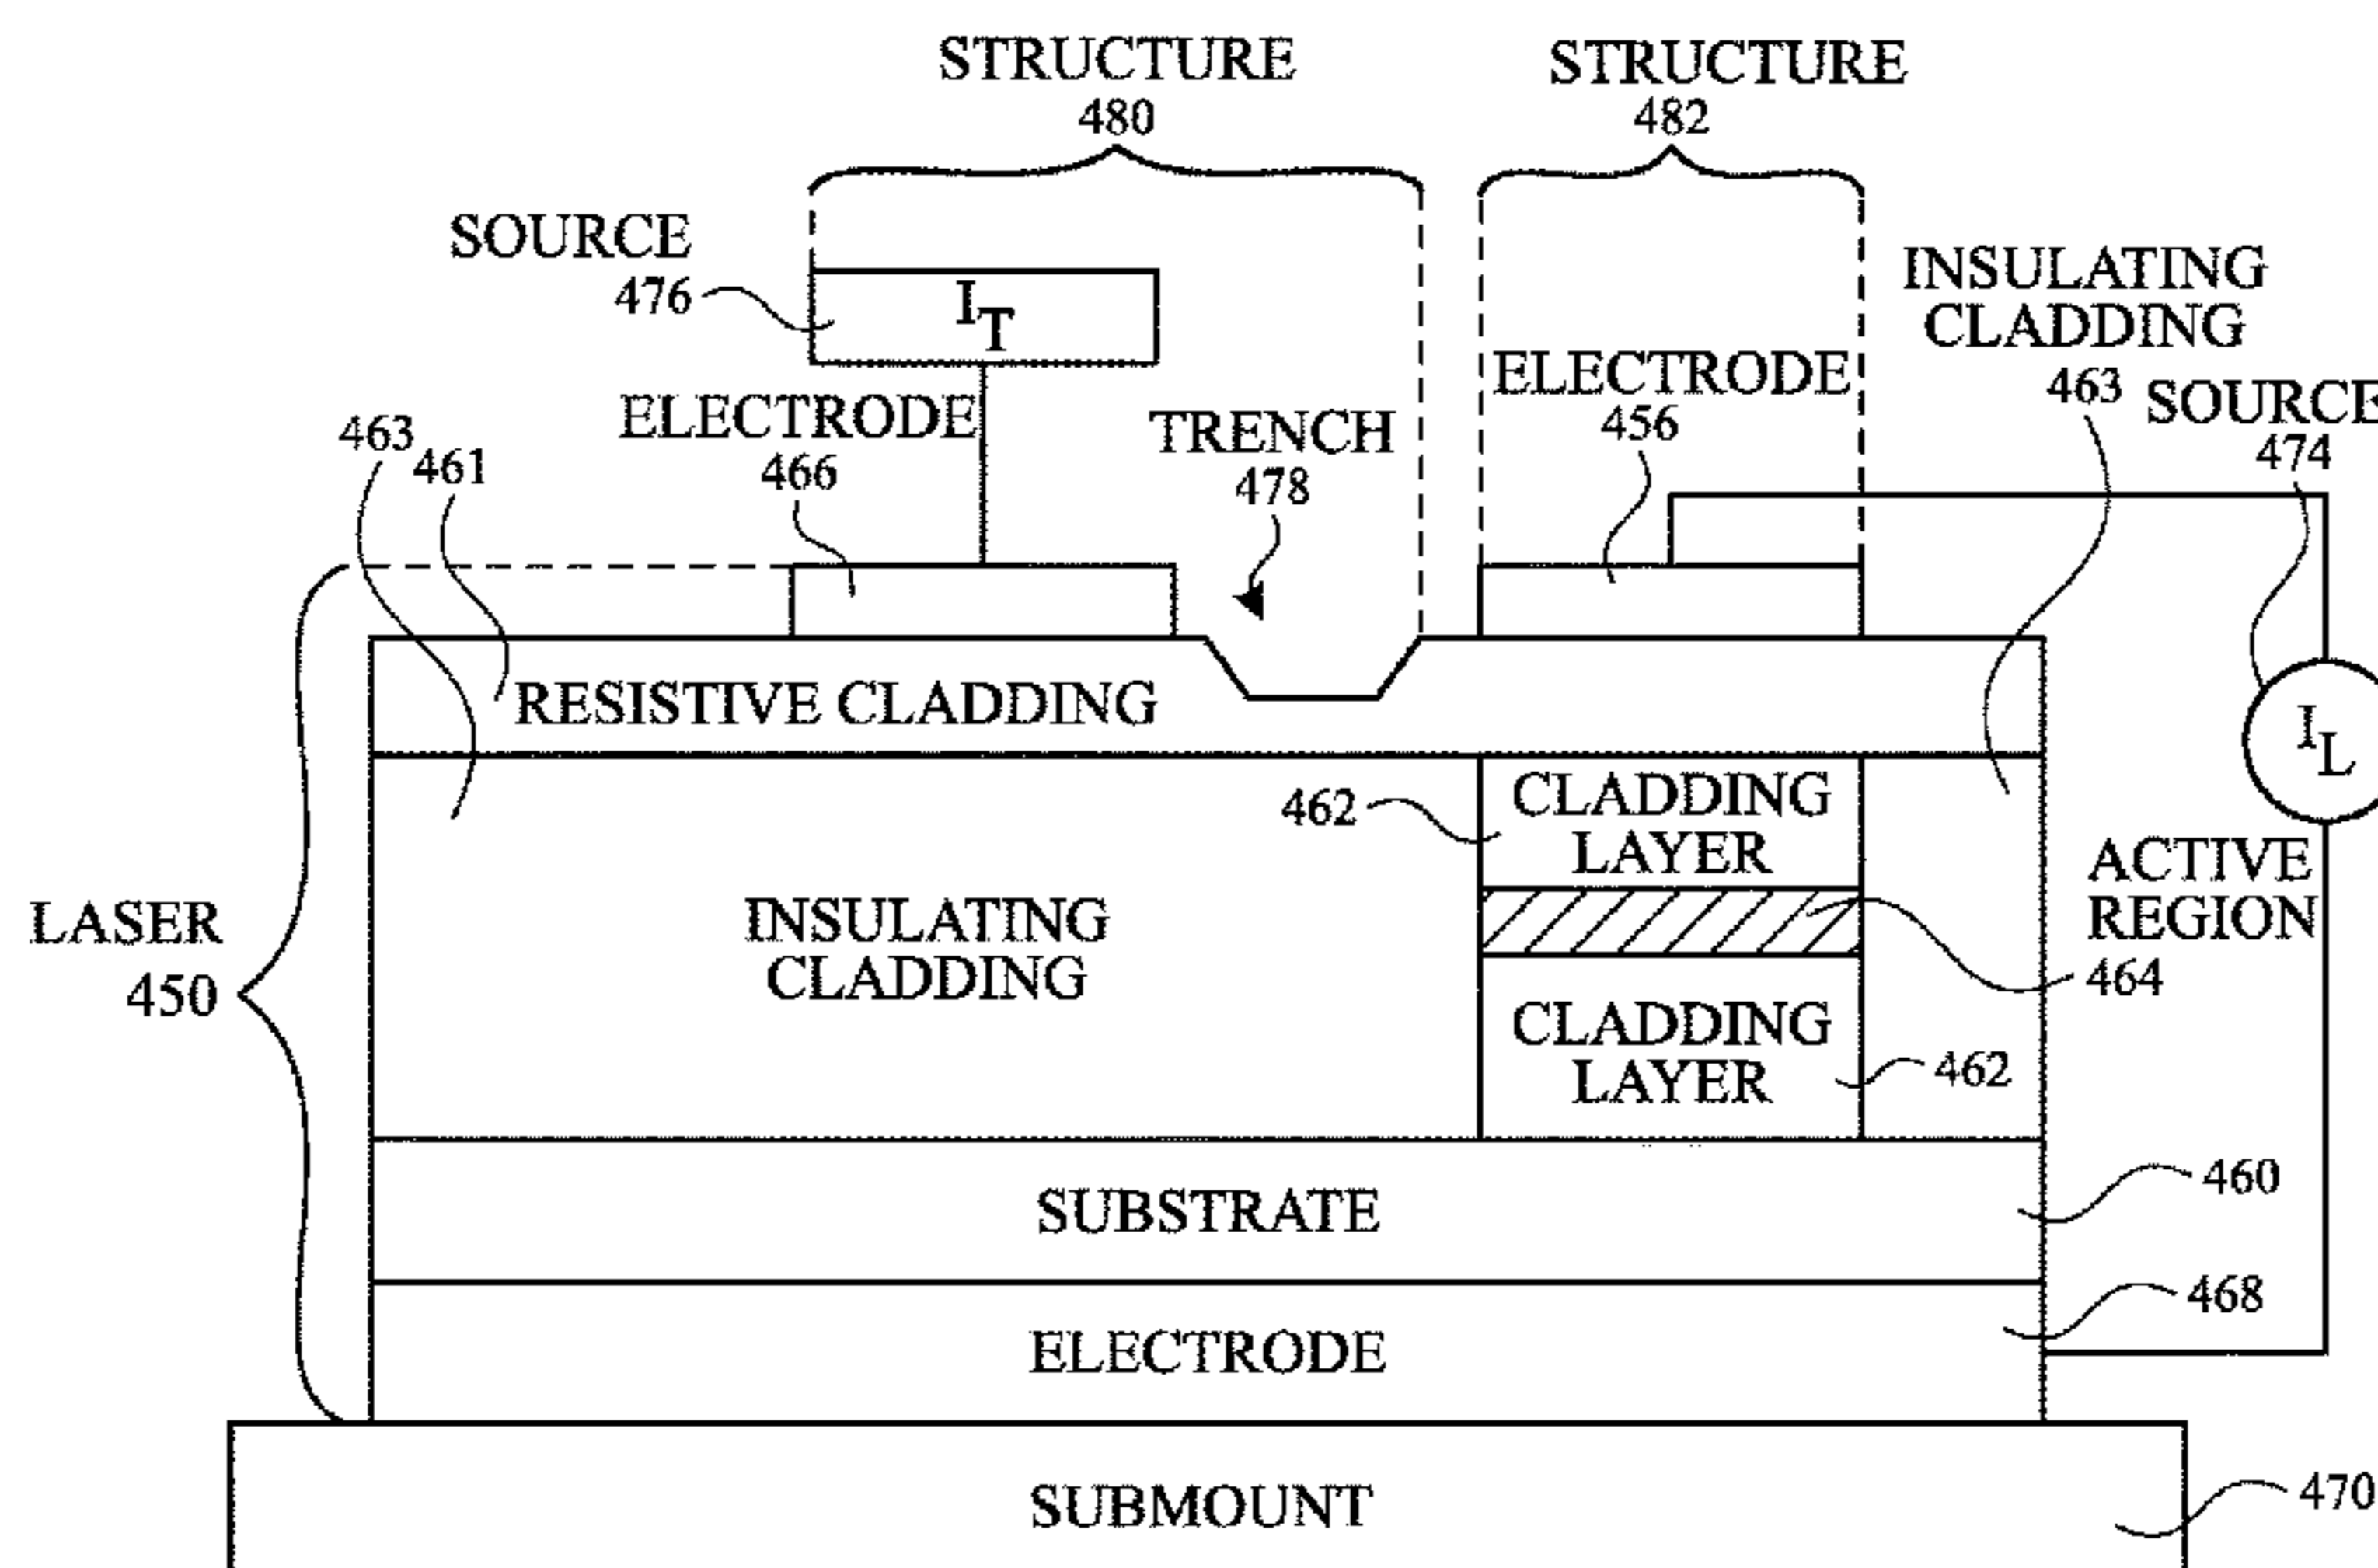 STRUCTURE
480
STRUCTURE
482
SOURCE
476
I_T
INSULATING
CLADDING
463
ELECTRODE
456
SOURCE
474
ELECTRODE
466
TRENCH
478
463
461
RESISTIVE CLADDING
I_L
462
CLADDING
LAYER
ACTIVE
REGION
464
LASER
450
INSULATING
CLADDING
CLADDING
LAYER
462
SUBSTRATE
460
468
ELECTRODE
SUBMOUNT
470